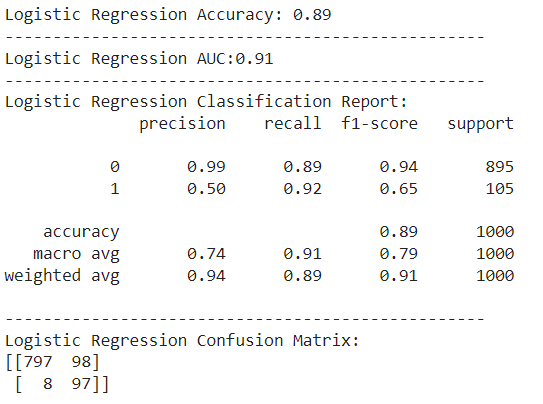 Logistic Regression Accuracy: 0.89
--------------------------------------------------
Logistic Regression AUC:0.91
--------------------------------------------------
Logistic Regression Classification Report:
              precision    recall  f1-score   support

           0       0.99      0.89      0.94       895
           1       0.50      0.92      0.65       105

    accuracy                           0.89      1000
   macro avg       0.74      0.91      0.79      1000
weighted avg       0.94      0.89      0.91      1000

--------------------------------------------------
Logistic Regression Confusion Matrix:
[[797  98]
 [  8  97]]